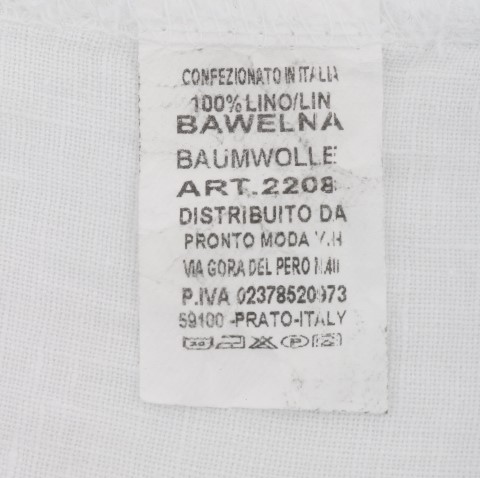 CONFEZIONATO IN ITALIA
100% LINO/LIN
BAWELNA
BAUMWOLLE
ART.2208
DISTRIBUITO DA
PRONTO MODA
VIA GORA DEL PERO
P.IVA 02378520973
59100 -PRATO-ITALY